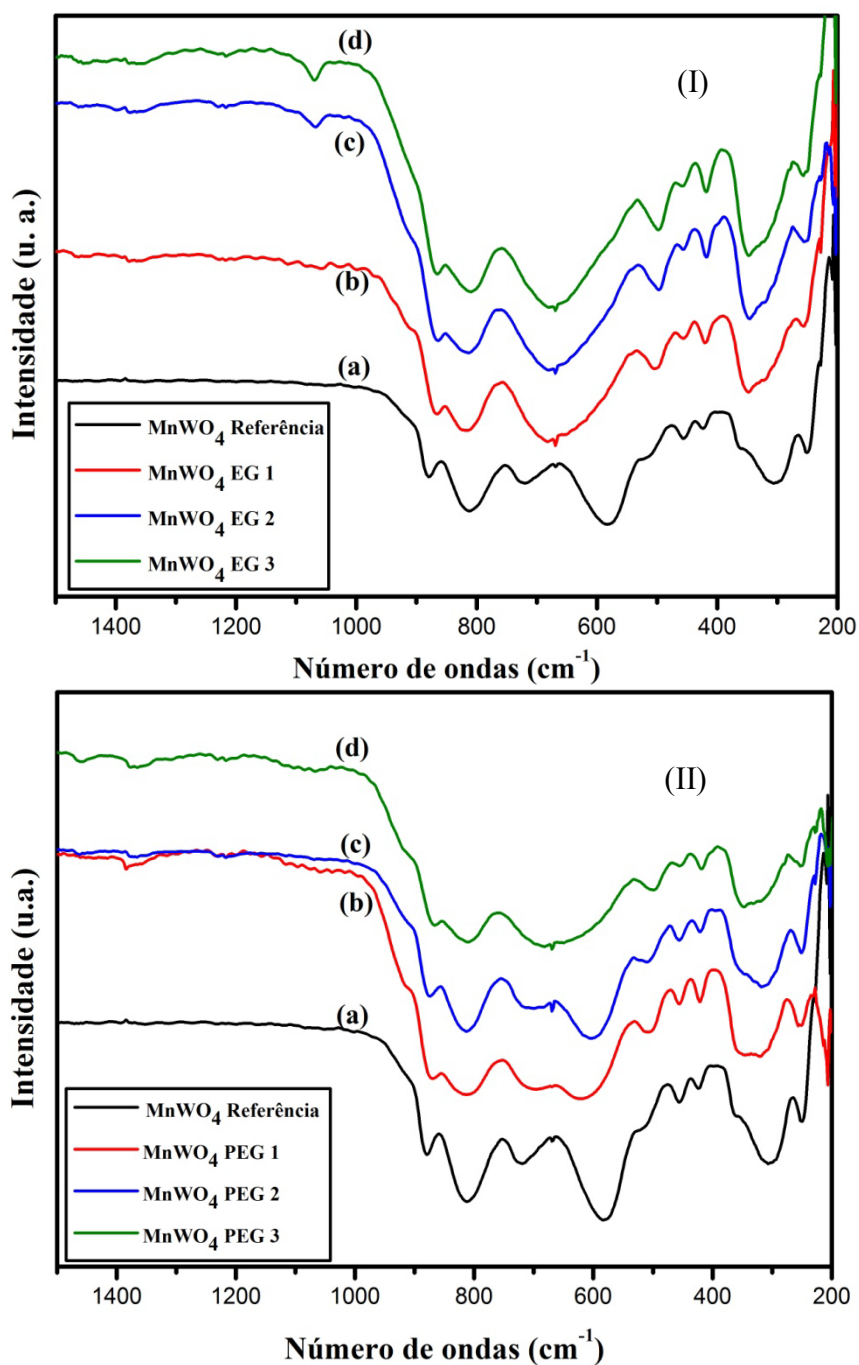 (I)
(d)
(c)
(b)
(a)
MnWO4 Referência
MnWO4 EG 1
MnWO4 EG 2
MnWO4 EG 3
Intensidade (u. a.)
1400 1200 1000 800 600 400 200
Número de ondas (cm-1)
(II)
(d)
(c)
(b)
(a)
MnWO4 Referência
MnWO4 PEG 1
MnWO4 PEG 2
MnWO4 PEG 3
Intensidade (u.a.)
1400 1200 1000 800 600 400 200
Número de ondas (cm-1)